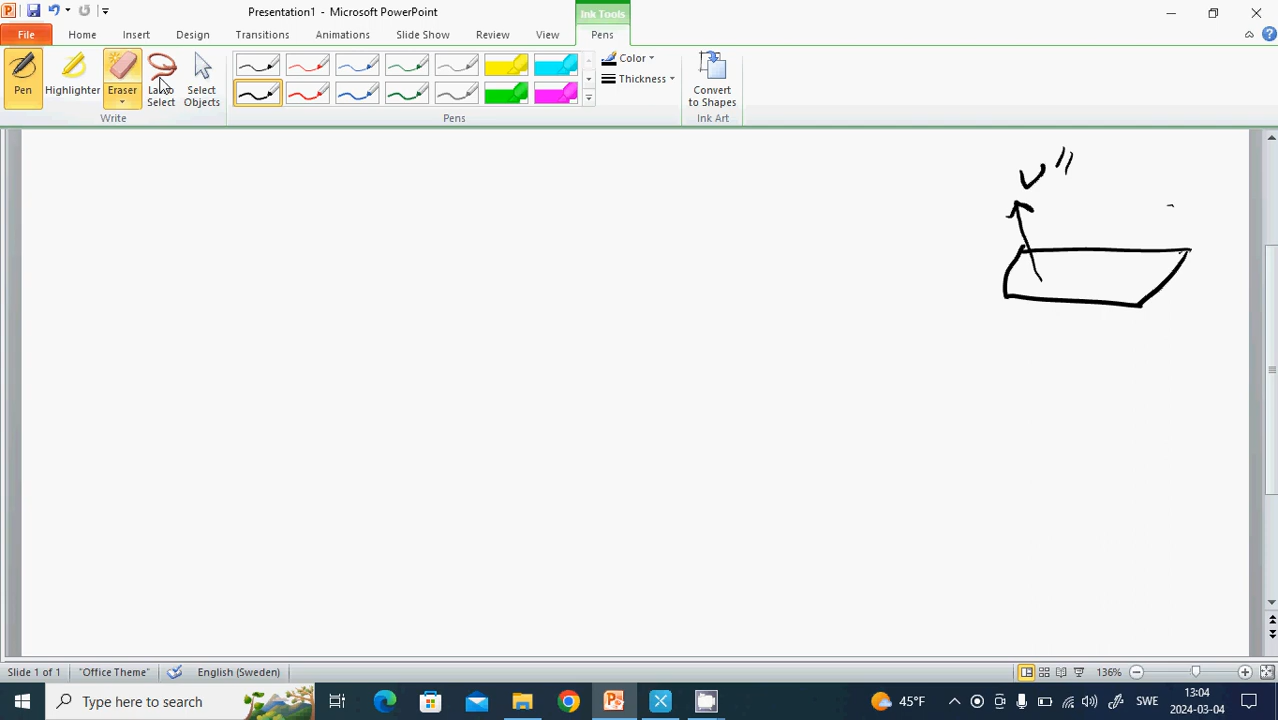 Presentation1 - Microsoft PowerPoint
Ink Tools
File Home Insert Design Transitions Animations Slide Show Review View Pens
Pen Highlighter Eraser Lasso Select Select Objects
Color
Thickness
Convert to Shapes
Write Pens Ink Art
v"
Slide 1 of 1 "Office Theme" English (Sweden) 136%
Type here to search 45°F SWE 13:04
2024-03-04